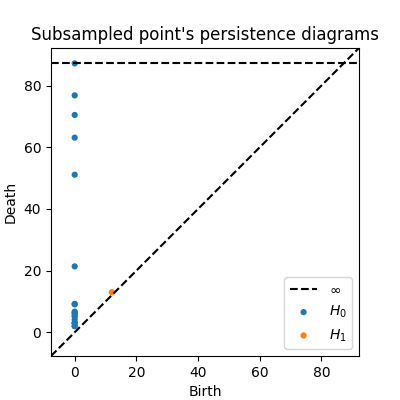 Subsampled point's persistence diagrams
80
60
40
20
0
Death
∞
H₀
H₁
0 20 40 60 80
Birth